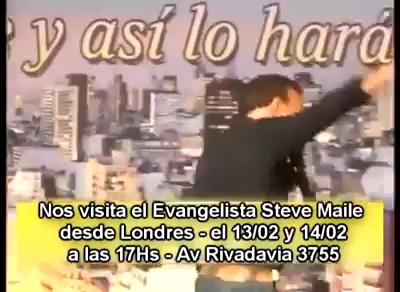 y así lo hará
Nos visita el Evangelista Steve Maile
desde Londres - el 13/02 y 14/02
a las 17Hs - Av Rivadavia 3755